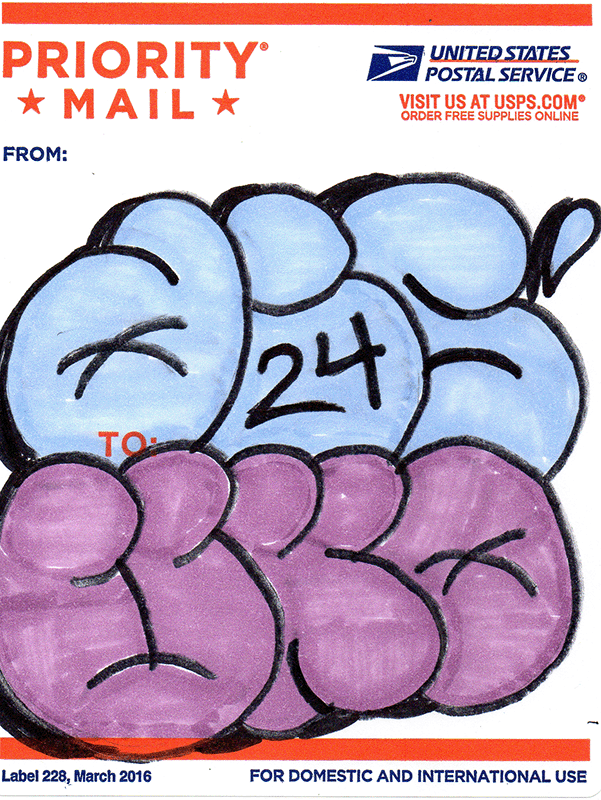 PRIORITY®
★ MAIL ★
UNITED STATES
POSTAL SERVICE®
VISIT US AT USPS.COM®
ORDER FREE SUPPLIES ONLINE
FROM:
24
TO:
Label 228, March 2016
FOR DOMESTIC AND INTERNATIONAL USE